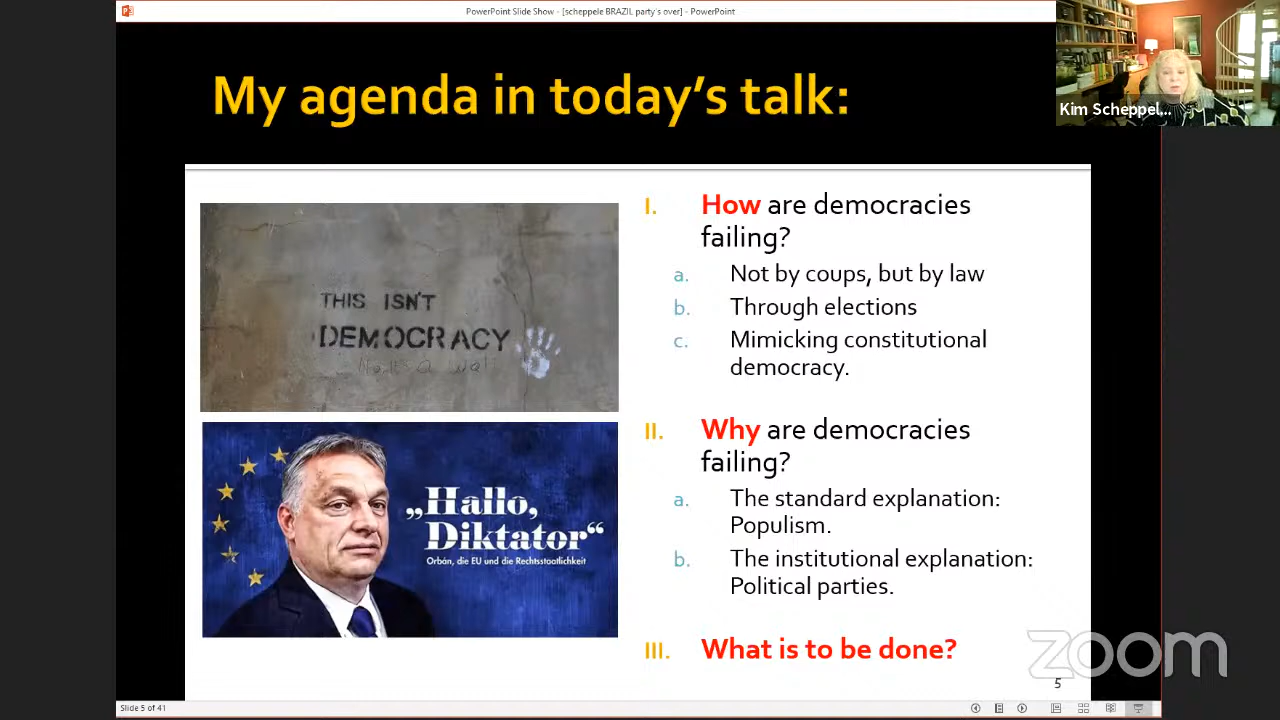 PowerPoint Slide Show - [scheppele BRAZIL party's over] - PowerPoint
My agenda in today's talk:
Kim Scheppel...
THIS ISN'T
DEMOCRACY
No, It's a wall
„Hallo,
Diktator“
Orbán, die EU und die Rechtsstaatlichkeit
I. How are democracies
failing?
a. Not by coups, but by law
b. Through elections
c. Mimicking constitutional
democracy.
II. Why are democracies
failing?
a. The standard explanation:
Populism.
b. The institutional explanation:
Political parties.
III. What is to be done?
zoom
5
Slide 5 of 41